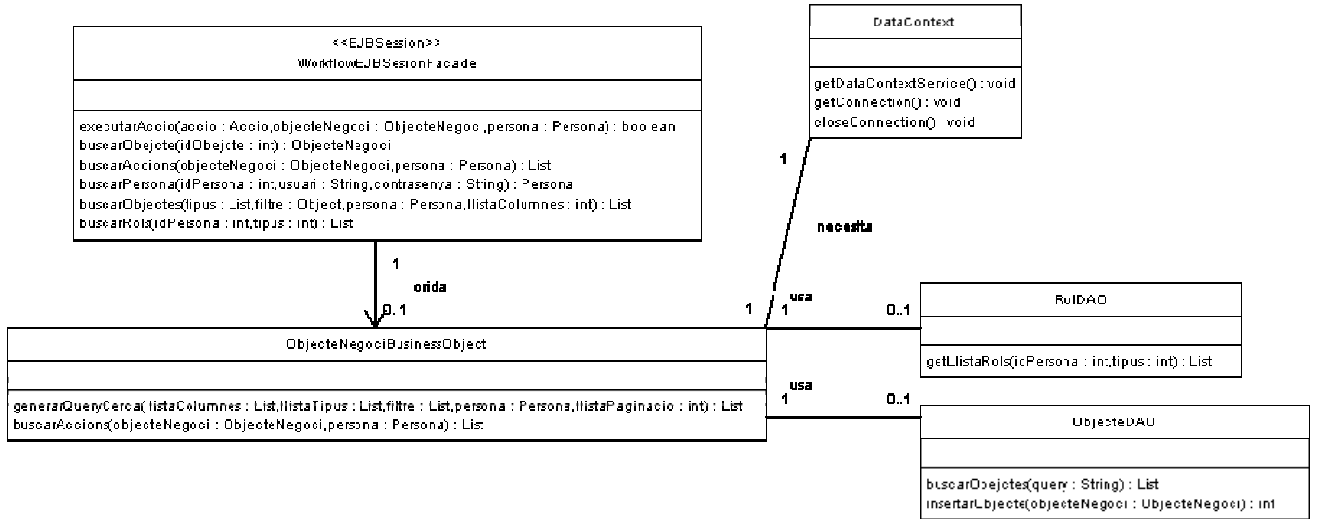 <<EJBSession>>
WorkflowEJBSesionFacade
executarAccio(accio : Accio,objecteNegoci : ObjecteNegoci,persona : Persona) : boolean
buscarObejcte(idObejcte : int) : ObjecteNegoci
buscarAccions(objecteNegoci : ObjecteNegoci,persona : Persona) : List
buscarPersona(idPersona : int,usuari : String,contrasenya : String) : Persona
buscarObjectes(tipus : List,filtre : Object,persona : Persona,llistaColumnes : int) : List
buscarRols(idPersona : int,tipus : int) : List
DataContext
getDataContextService() : void
getConnection() : void
closeConnection() : void
1
necesita
1
1
crida
0..1
ObjecteNegociBusinessObject
generarQueryCerca(llistaColumnes : List,llistaTipus : List,filtre : List,persona : Persona,llistaPaginacio : int) : List
buscarAccions(objecteNegoci : ObjecteNegoci,persona : Persona) : List
usa
1
0..1
RolDAO
getLlistaRols(idPersona : int,tipus : int) : List
usa
1
0..1
ObjecteDAO
buscarObejctes(query : String) : List
insertarObjecte(objecteNegoci : ObjecteNegoci) : int